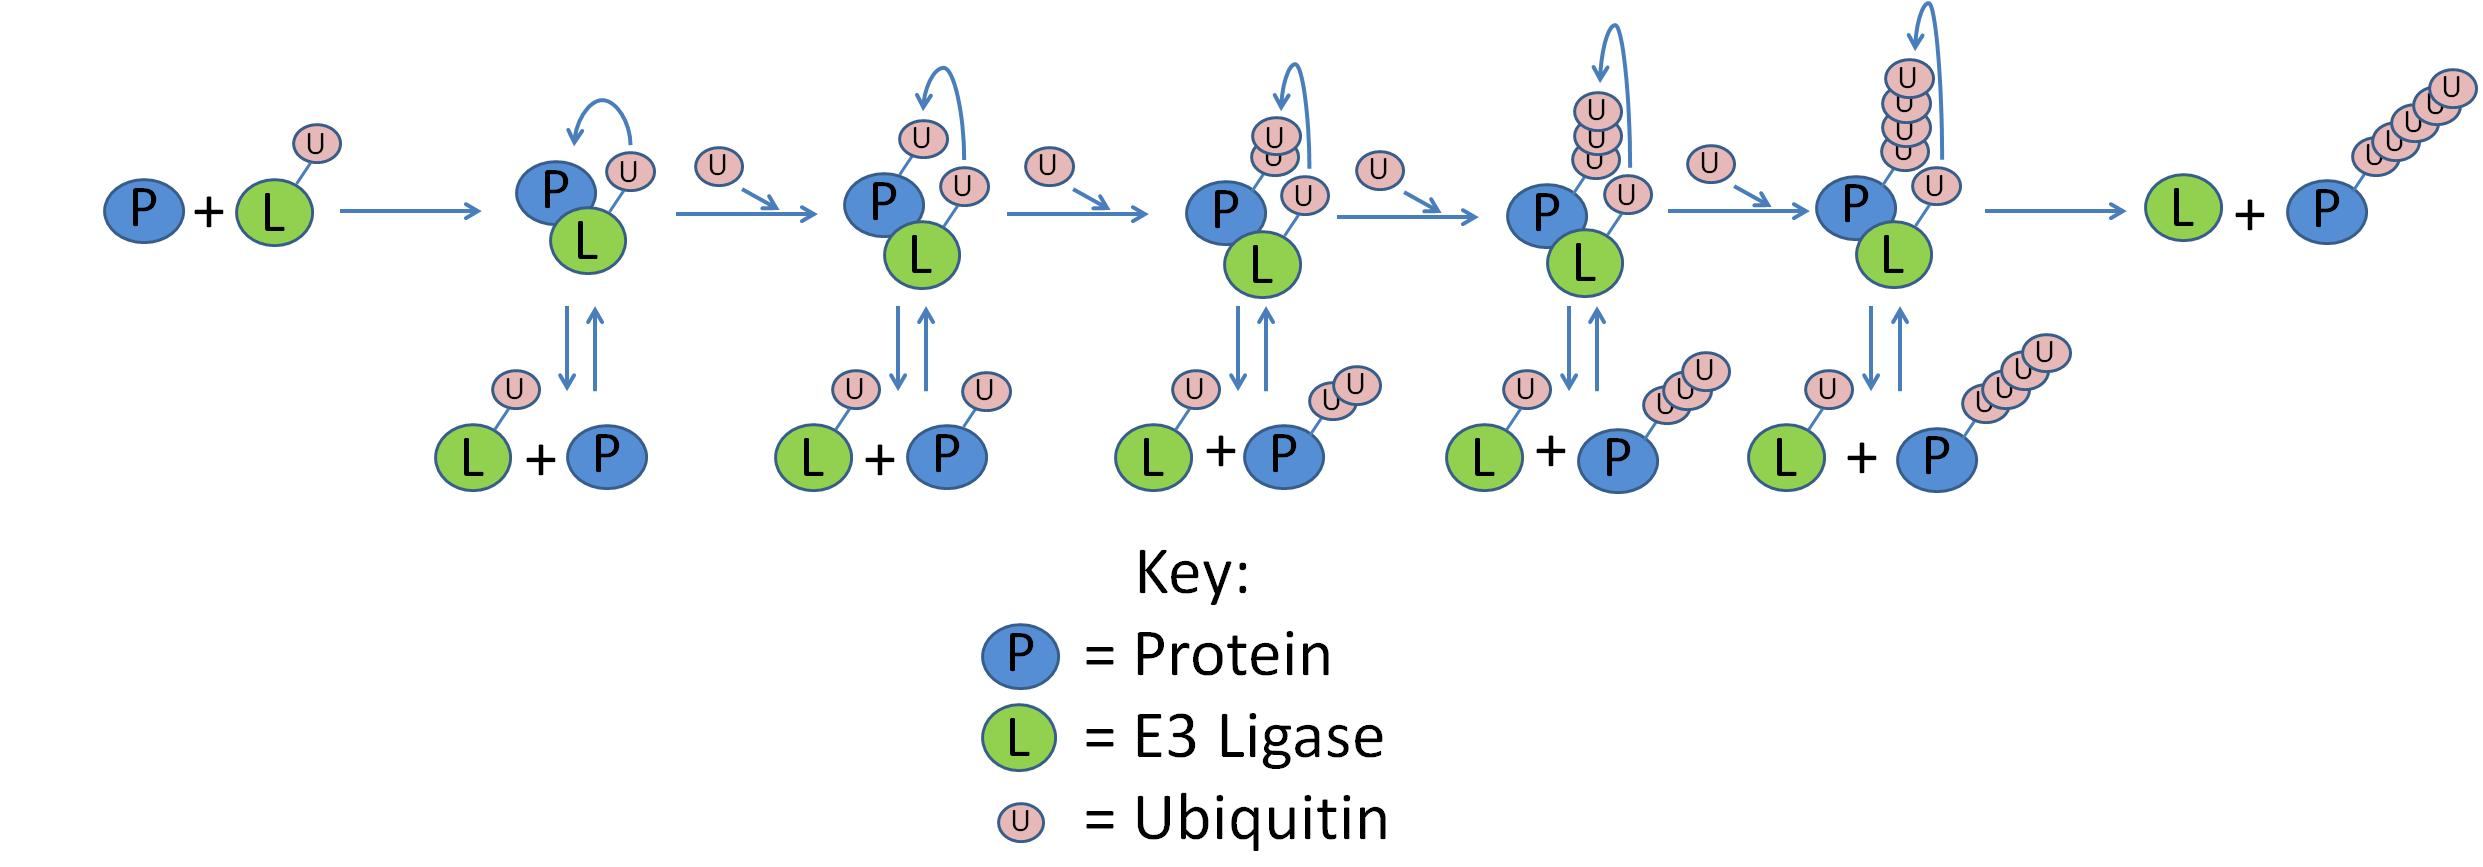 P + L U
P L U
U
U P L U
U
U U P L U
U
U U U P L U
U
U U U U P L U
L + P U U U U U
L U + P
L U + P U
L U + P U U
L U + P U U U
L U + P U U U U
Key:
P = Protein
L = E3 Ligase
U = Ubiquitin